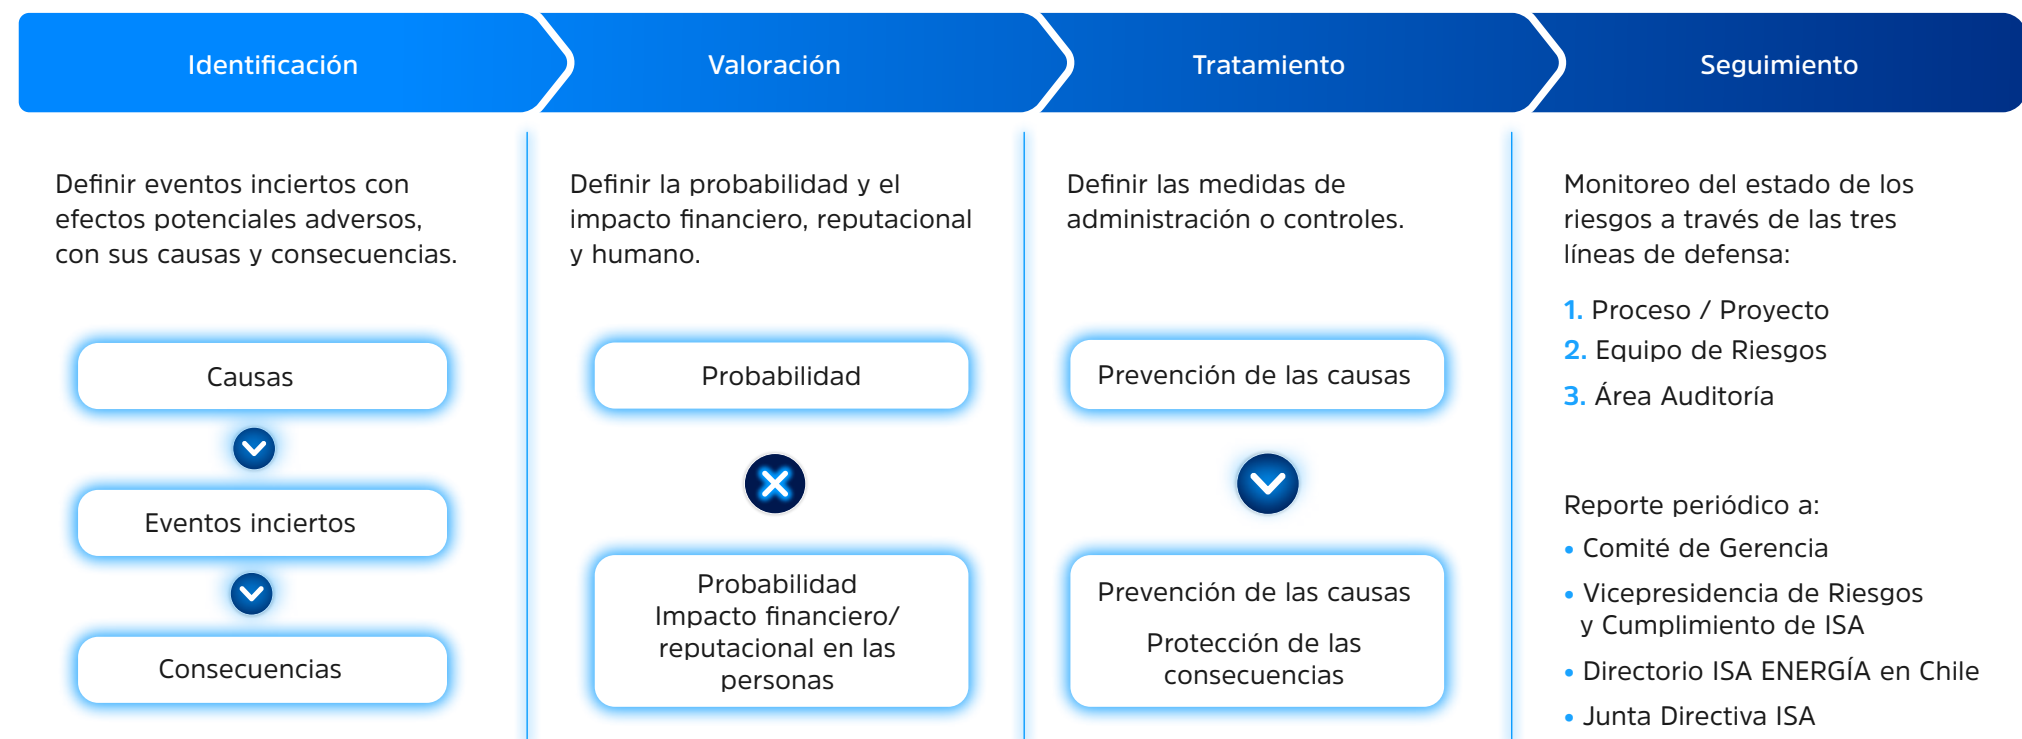 Identificación
Valoración
Tratamiento
Seguimiento
Definir eventos inciertos con
efectos potenciales adversos,
con sus causas y consecuencias.
Causas
Eventos inciertos
Consecuencias
Definir la probabilidad y el
impacto financiero, reputacional
y humano.
Probabilidad
Probabilidad
Impacto financiero/
reputacional en las
personas
Definir las medidas de
administración o controles.
Prevención de las causas
Prevención de las causas
Protección de las
consecuencias
Monitoreo del estado de los
riesgos a través de las tres
líneas de defensa:
1. Proceso / Proyecto
2. Equipo de Riesgos
3. Área Auditoría
Reporte periódico a:
• Comité de Gerencia
• Vicepresidencia de Riesgos
y Cumplimiento de ISA
• Directorio ISA ENERGÍA en Chile
• Junta Directiva ISA